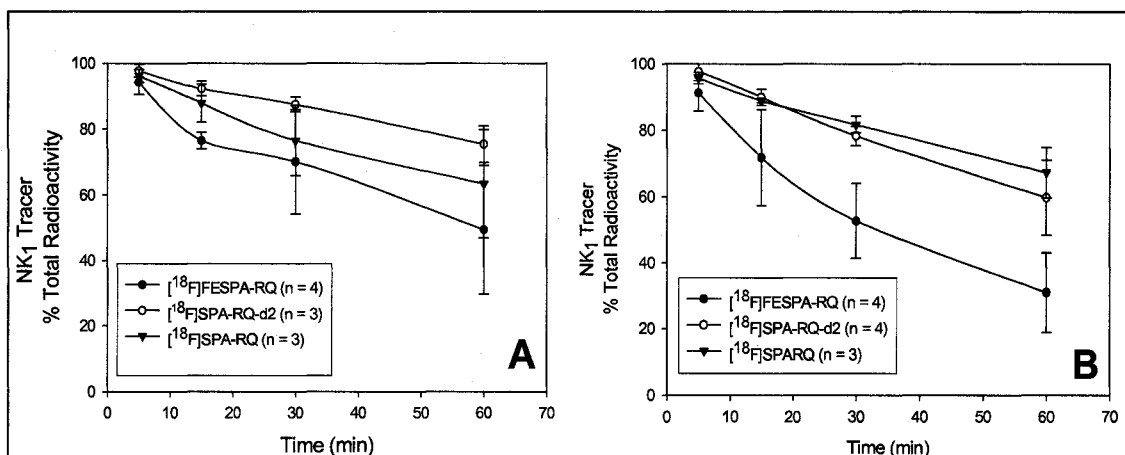 100
80
60
40
20
0
NK1 Tracer
% Total Radioactivity
[18F]FESPA-RQ (n = 4)
[18F]SPA-RQ-d2 (n = 3)
[18F]SPA-RQ (n = 3)
A
0 10 20 30 40 50 60 70
Time (min)
100
80
60
40
20
0
NK1 Tracer
% Total Radioactivity
[18F]FESPA-RQ (n = 4)
[18F]SPA-RQ-d2 (n = 4)
[18F]SPARQ (n = 3)
B
0 10 20 30 40 50 60 70
Time (min)